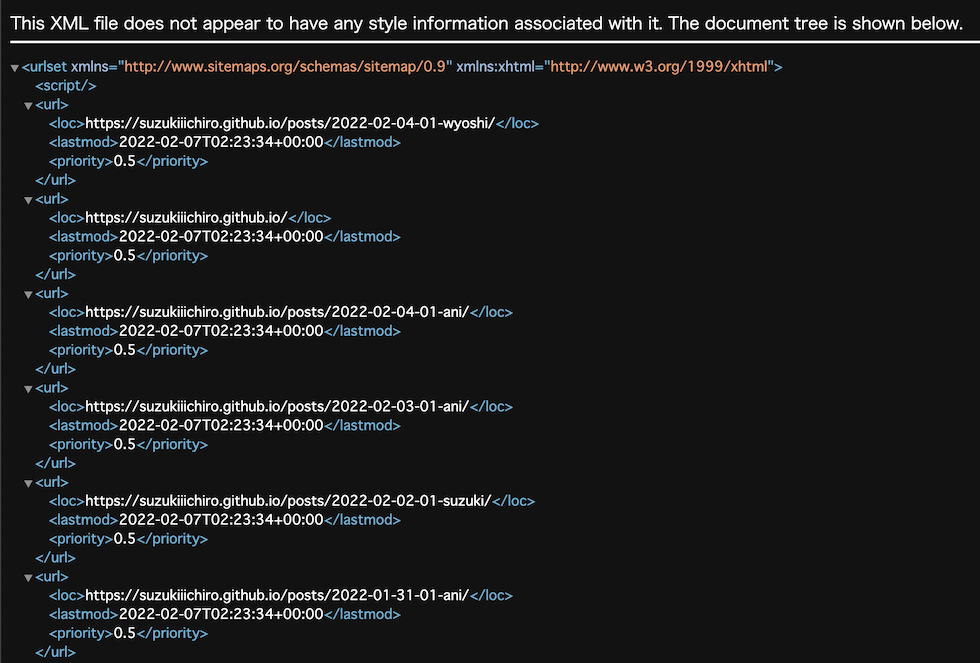 This XML file does not appear to have any style information associated with it. The document tree is shown below.
▼<urlset xmlns="http://www.sitemaps.org/schemas/sitemap/0.9" xmlns:xhtml="http://www.w3.org/1999/xhtml">
<script/>
▼<url>
<loc>https://suzukiiichiro.github.io/posts/2022-02-04-01-wyoshi/</loc>
<lastmod>2022-02-07T02:23:34+00:00</lastmod>
<priority>0.5</priority>
</url>
▼<url>
<loc>https://suzukiiichiro.github.io/</loc>
<lastmod>2022-02-07T02:23:34+00:00</lastmod>
<priority>0.5</priority>
</url>
▼<url>
<loc>https://suzukiiichiro.github.io/posts/2022-02-04-01-ani/</loc>
<lastmod>2022-02-07T02:23:34+00:00</lastmod>
<priority>0.5</priority>
</url>
▼<url>
<loc>https://suzukiiichiro.github.io/posts/2022-02-03-01-ani/</loc>
<lastmod>2022-02-07T02:23:34+00:00</lastmod>
<priority>0.5</priority>
</url>
▼<url>
<loc>https://suzukiiichiro.github.io/posts/2022-02-02-01-suzuki/</loc>
<lastmod>2022-02-07T02:23:34+00:00</lastmod>
<priority>0.5</priority>
</url>
▼<url>
<loc>https://suzukiiichiro.github.io/posts/2022-01-31-01-ani/</loc>
<lastmod>2022-02-07T02:23:34+00:00</lastmod>
<priority>0.5</priority>
</url>